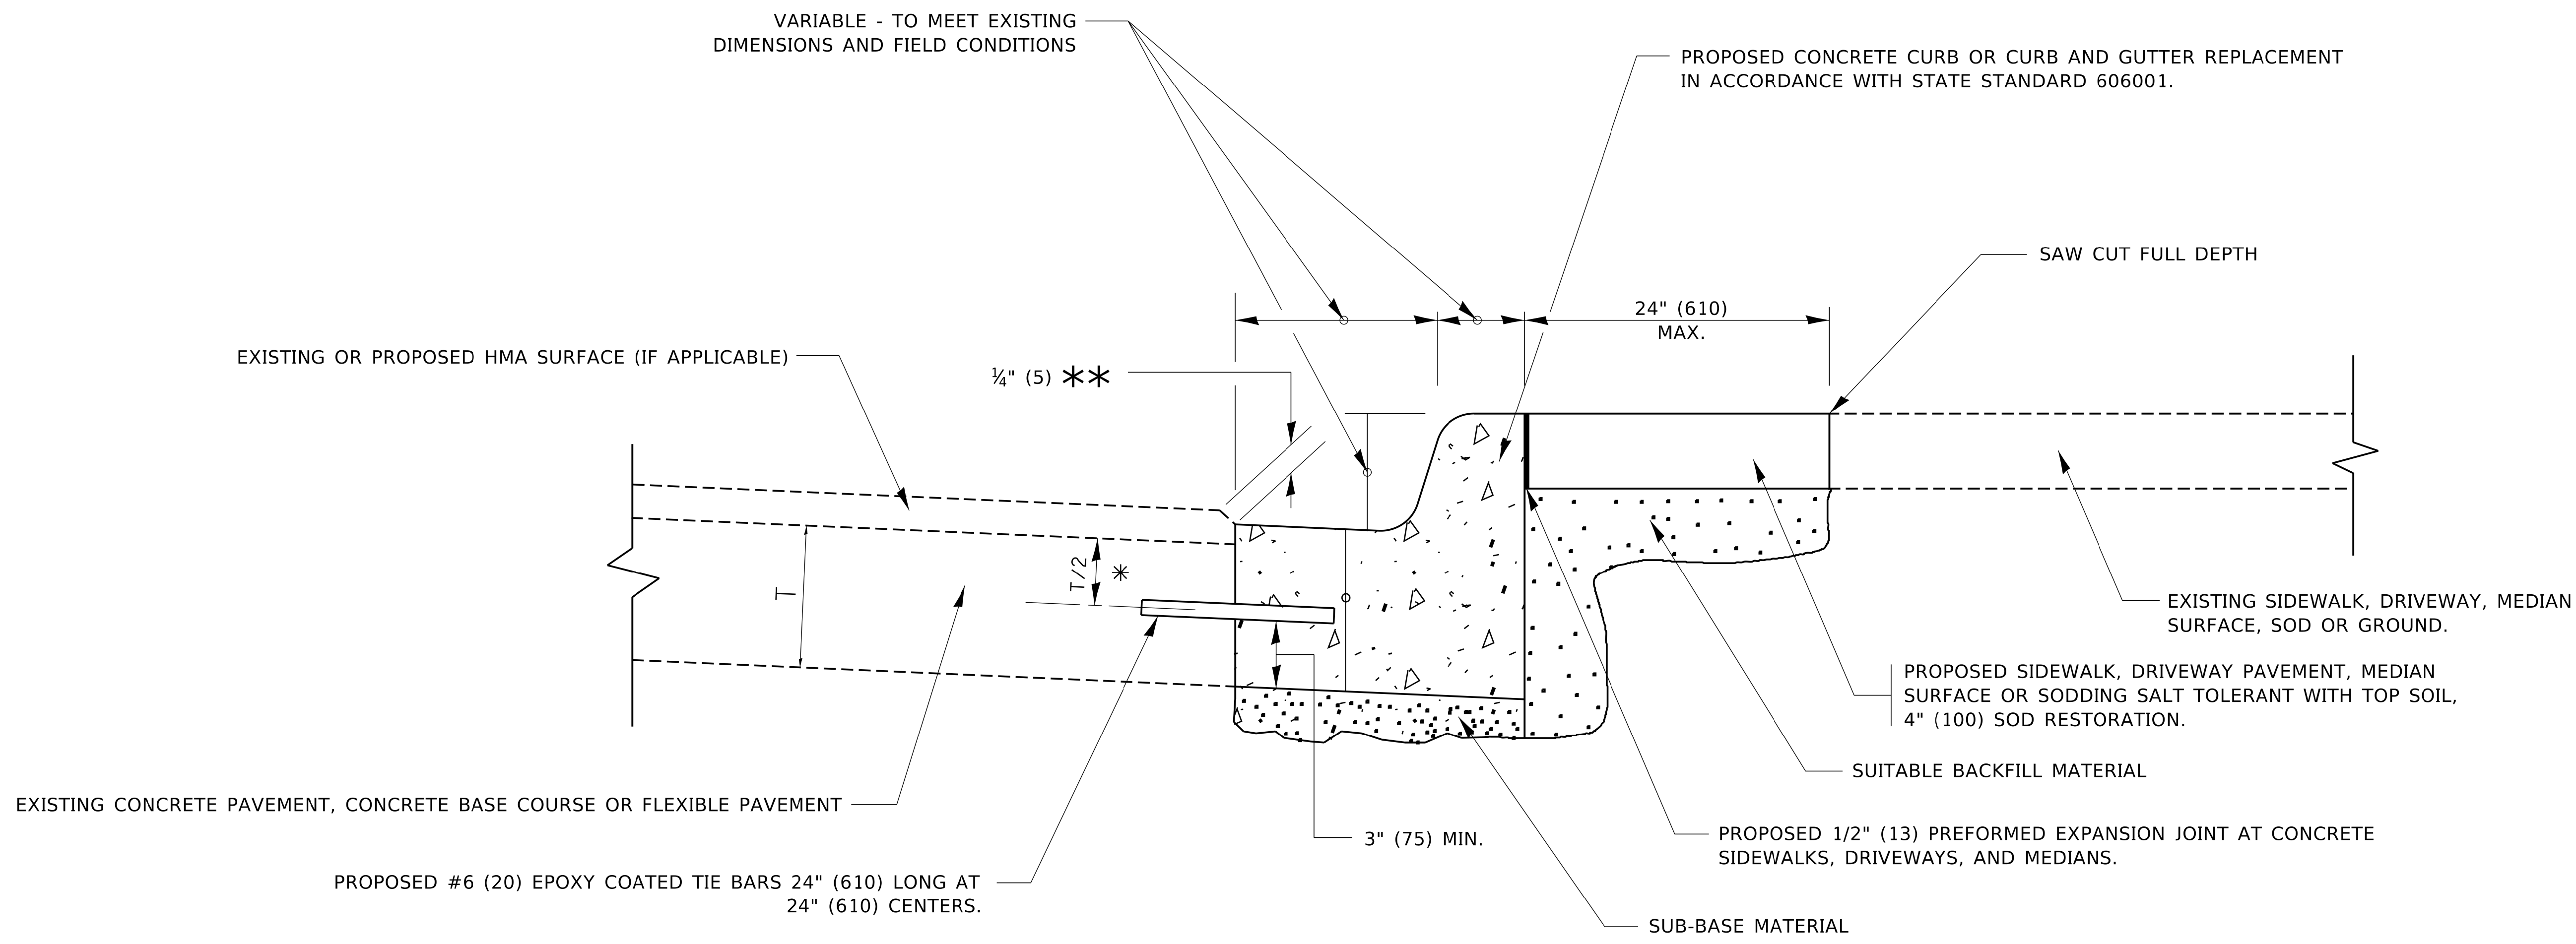 VARIABLE - TO MEET EXISTING
DIMENSIONS AND FIELD CONDITIONS
PROPOSED CONCRETE CURB OR CURB AND GUTTER REPLACEMENT
IN ACCORDANCE WITH STATE STANDARD 606001.
SAW CUT FULL DEPTH
24" (610)
MAX.
EXISTING OR PROPOSED HMA SURFACE (IF APPLICABLE)
¼" (5) **
T/2 *
T
EXISTING SIDEWALK, DRIVEWAY, MEDIAN
SURFACE, SOD OR GROUND.
PROPOSED SIDEWALK, DRIVEWAY PAVEMENT, MEDIAN
SURFACE OR SODDING SALT TOLERANT WITH TOP SOIL,
4" (100) SOD RESTORATION.
SUITABLE BACKFILL MATERIAL
EXISTING CONCRETE PAVEMENT, CONCRETE BASE COURSE OR FLEXIBLE PAVEMENT
3" (75) MIN.
PROPOSED 1/2" (13) PREFORMED EXPANSION JOINT AT CONCRETE
SIDEWALKS, DRIVEWAYS, AND MEDIANS.
PROPOSED #6 (20) EPOXY COATED TIE BARS 24" (610) LONG AT
24" (610) CENTERS.
SUB-BASE MATERIAL